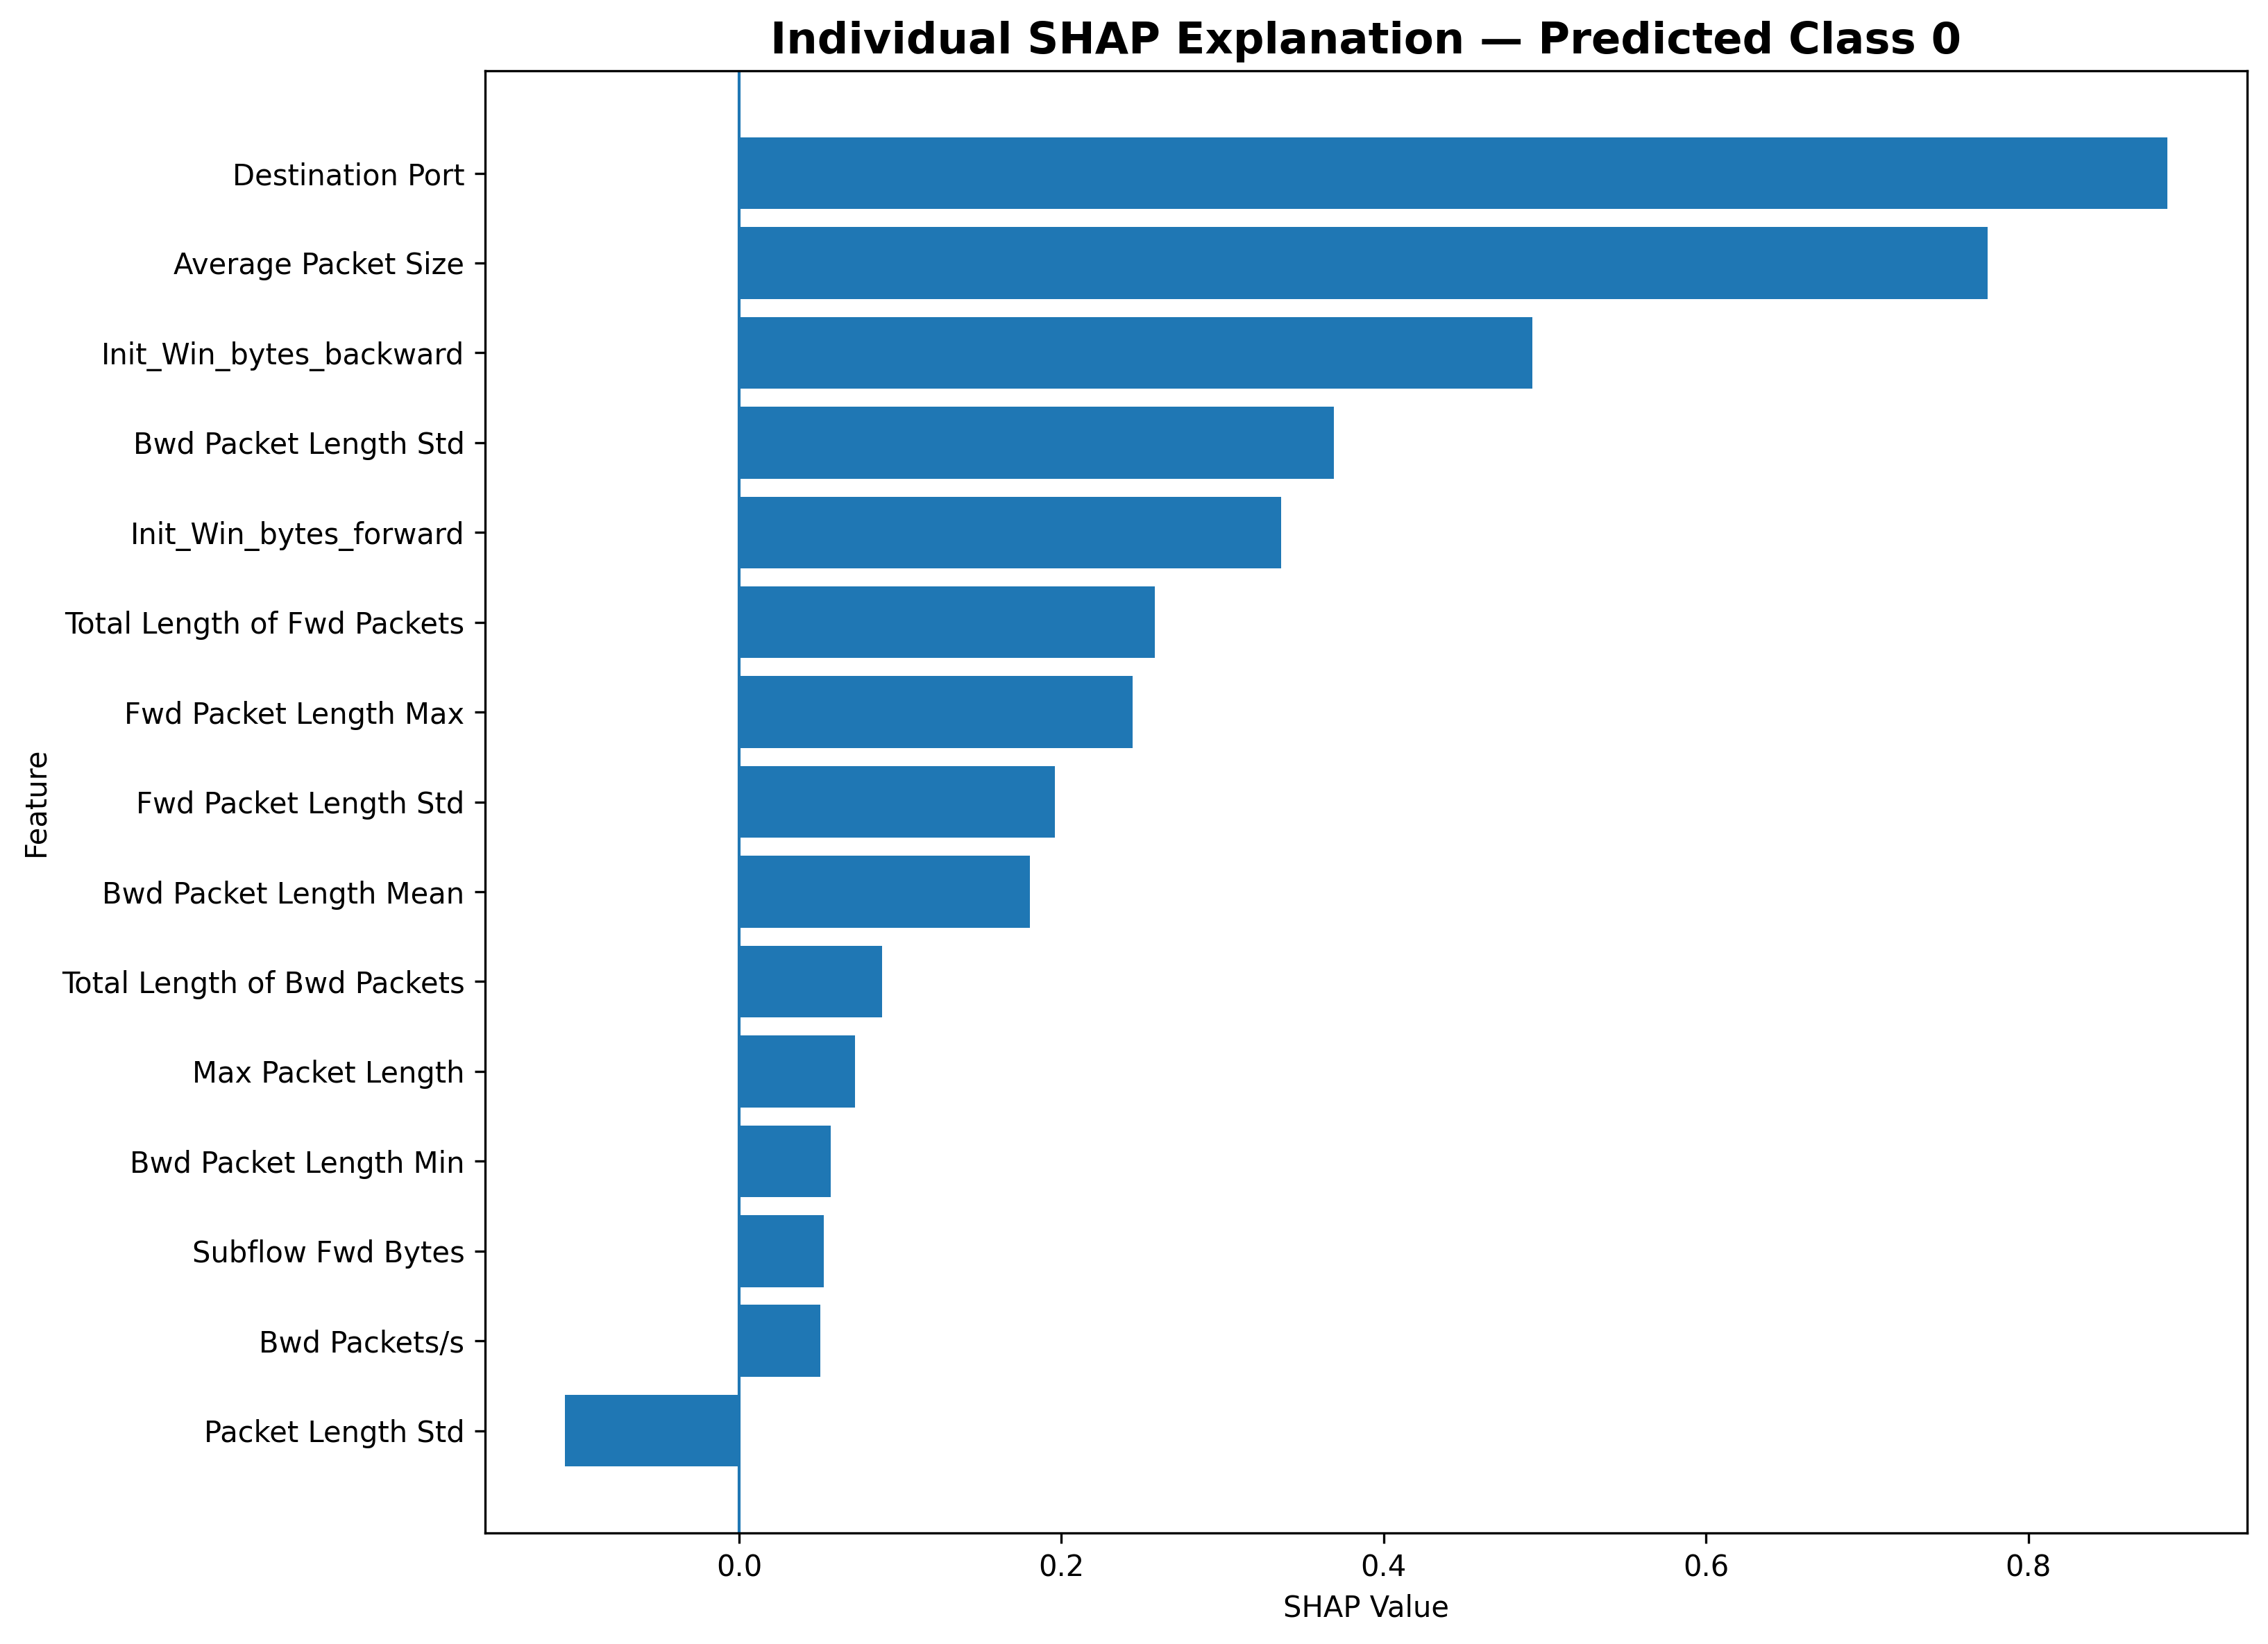 Individual SHAP Explanation — Predicted Class 0
Destination Port
Average Packet Size
Init_Win_bytes_backward
Bwd Packet Length Std
Init_Win_bytes_forward
Total Length of Fwd Packets
Fwd Packet Length Max
Fwd Packet Length Std
Bwd Packet Length Mean
Total Length of Bwd Packets
Max Packet Length
Bwd Packet Length Min
Subflow Fwd Bytes
Bwd Packets/s
Packet Length Std
Feature
0.0 0.2 0.4 0.6 0.8
SHAP Value